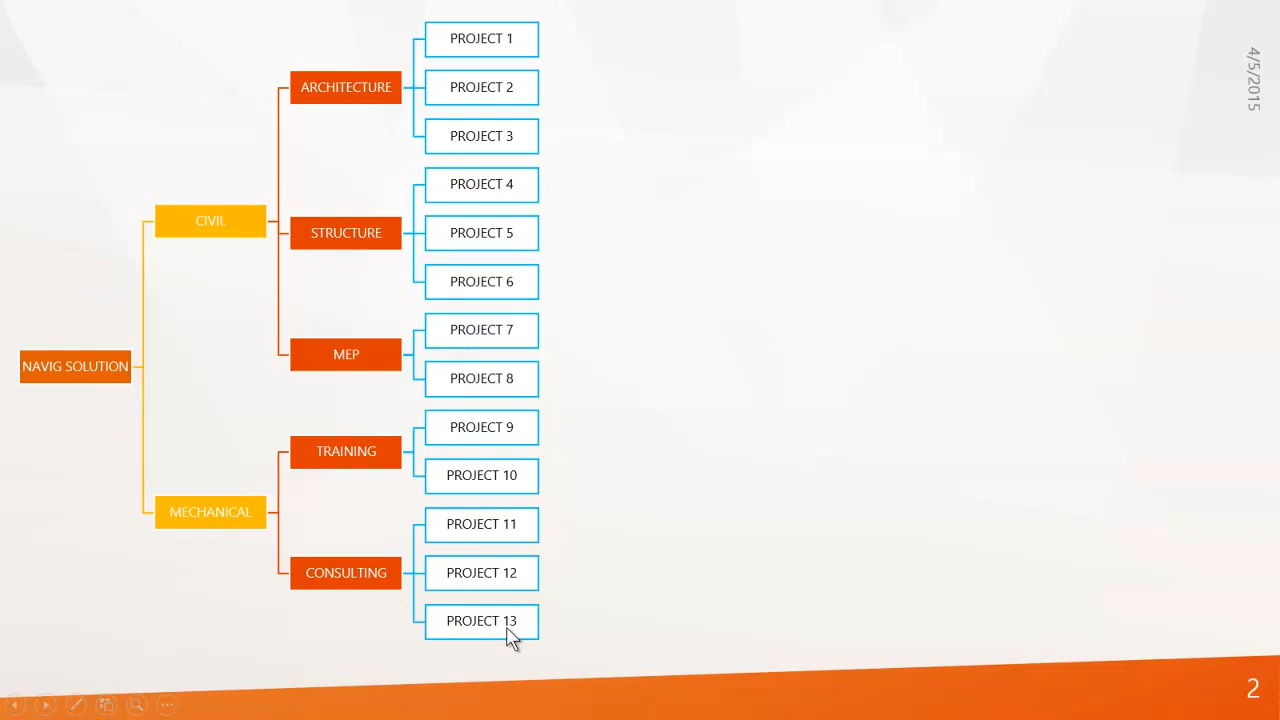 PROJECT 1
ARCHITECTURE
PROJECT 2
PROJECT 3
PROJECT 4
CIVIL
STRUCTURE
PROJECT 5
PROJECT 6
PROJECT 7
MEP
PROJECT 8
NAVIG SOLUTION
PROJECT 9
TRAINING
PROJECT 10
MECHANICAL
PROJECT 11
CONSULTING
PROJECT 12
PROJECT 13
4/5/2015
2